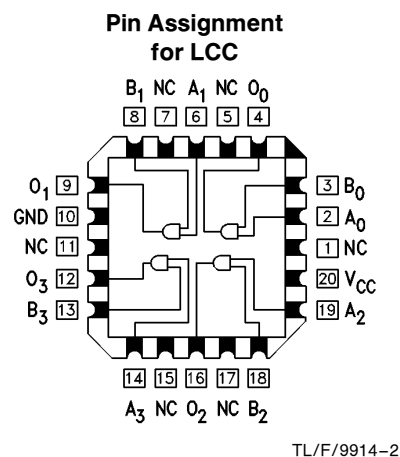 Pin Assignment
for LCC
B1 NC A1 NC O0
8 7 6 5 4
O1 9 3 B0
GND 10 2 A0
NC 11 1 NC
O3 12 20 VCC
B3 13 19 A2
14 15 16 17 18
A3 NC O2 NC B2
TL/F/9914–2